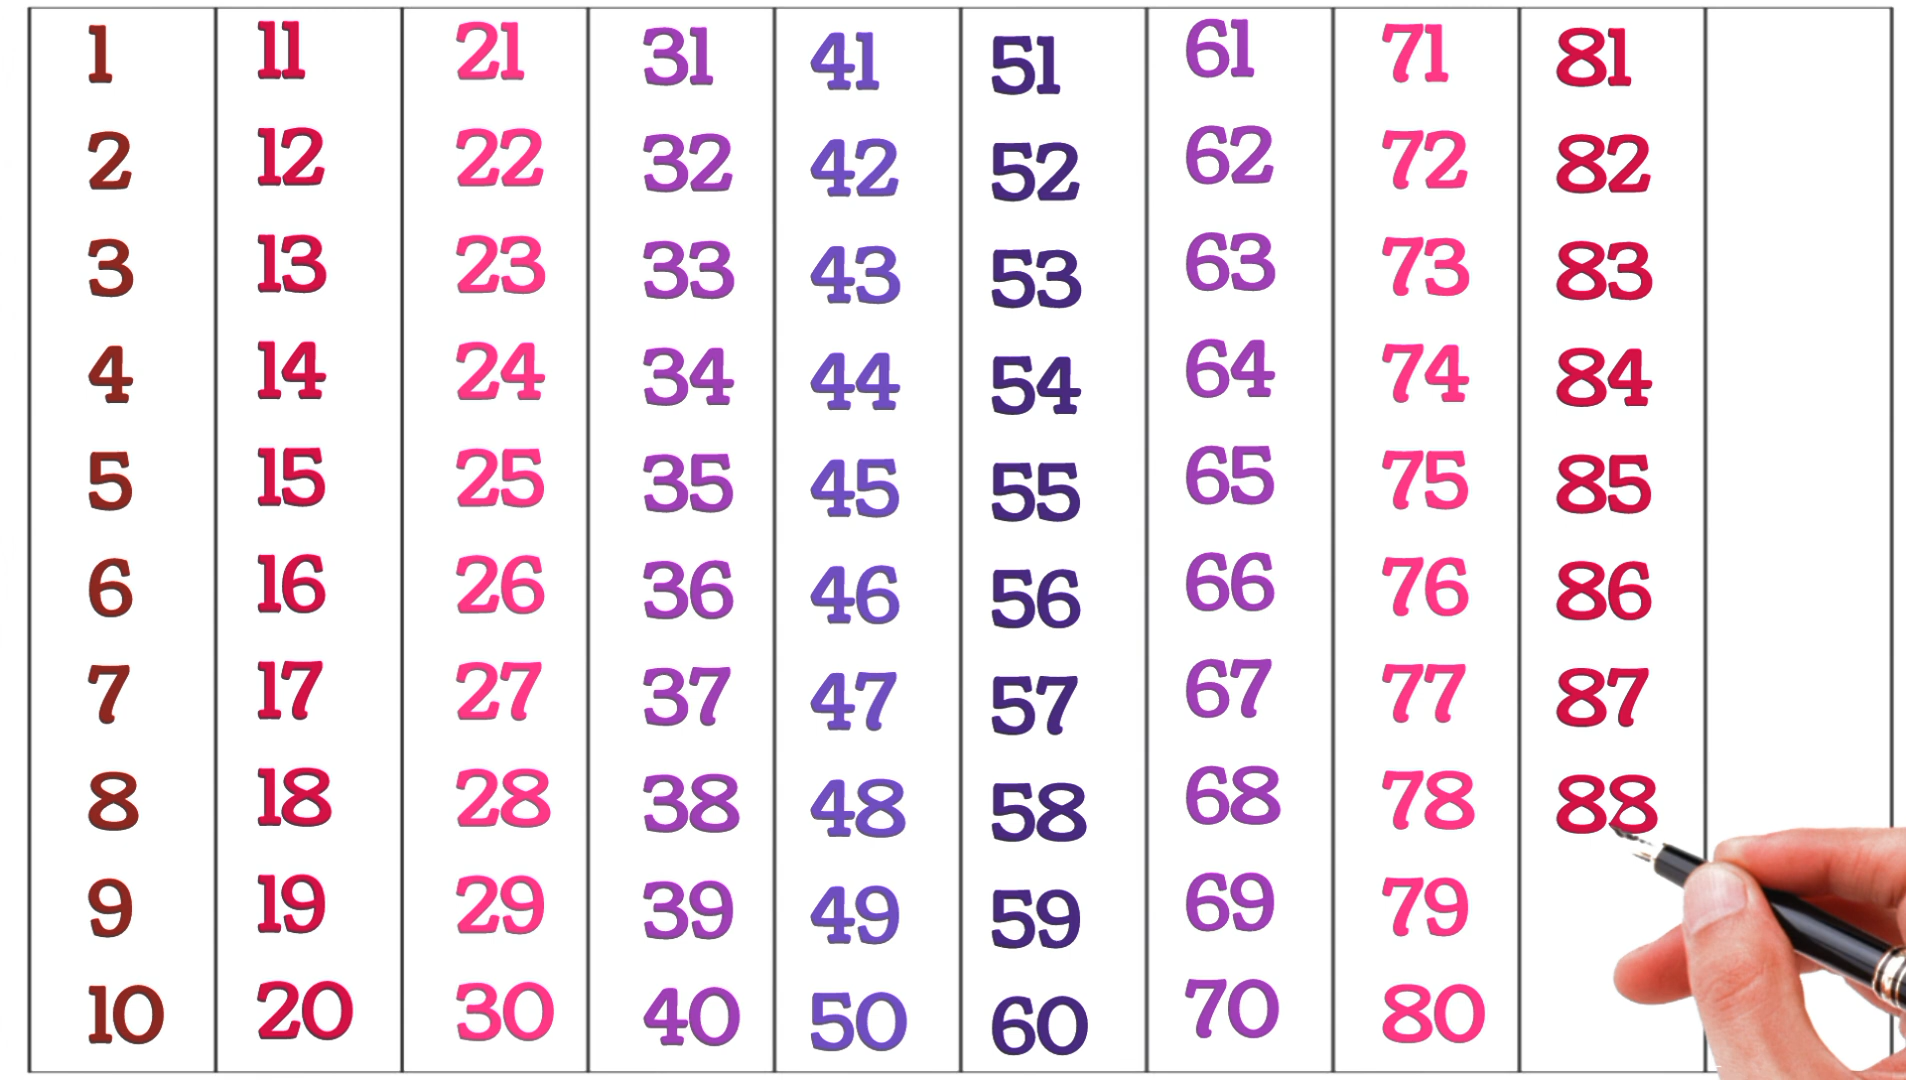 1 11 21 31 41 51 61 71 81
2 12 22 32 42 52 62 72 82
3 13 23 33 43 53 63 73 83
4 14 24 34 44 54 64 74 84
5 15 25 35 45 55 65 75 85
6 16 26 36 46 56 66 76 86
7 17 27 37 47 57 67 77 87
8 18 28 38 48 58 68 78 88
9 19 29 39 49 59 69 79
10 20 30 40 50 60 70 80